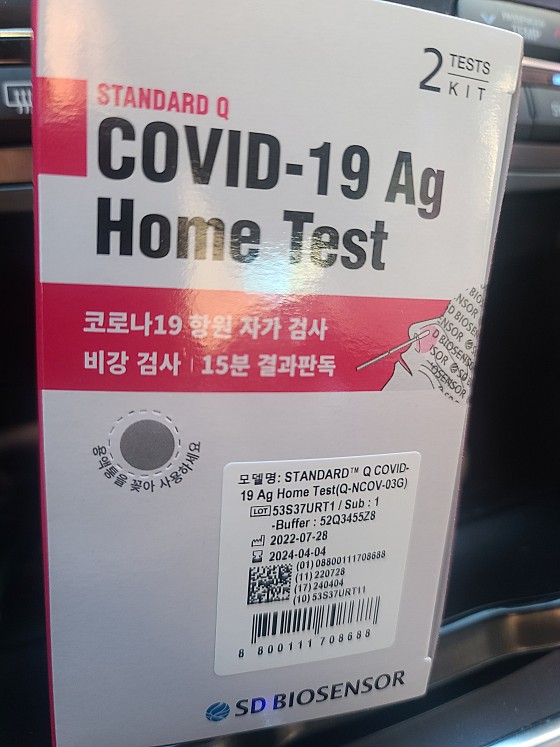 2 TESTS
KIT
STANDARD Q
COVID-19 Ag
Home Test
코로나19 항원 자가 검사
비강 검사 | 15분 결과판독
용액통을 꽂아 사용하세요
BIOSENSOR
모델명: STANDARD™ Q COVID-
19 Ag Home Test(Q-NCOV-03G)
LOT 53S37URT1 / Sub : 1
-Buffer : 52Q3455Z8
2022-07-28
2024-04-04
(01) 08800111708688
(11) 220728
(17) 240404
(10) 53S37URT11
8 800111 708688
SD BIOSENSOR